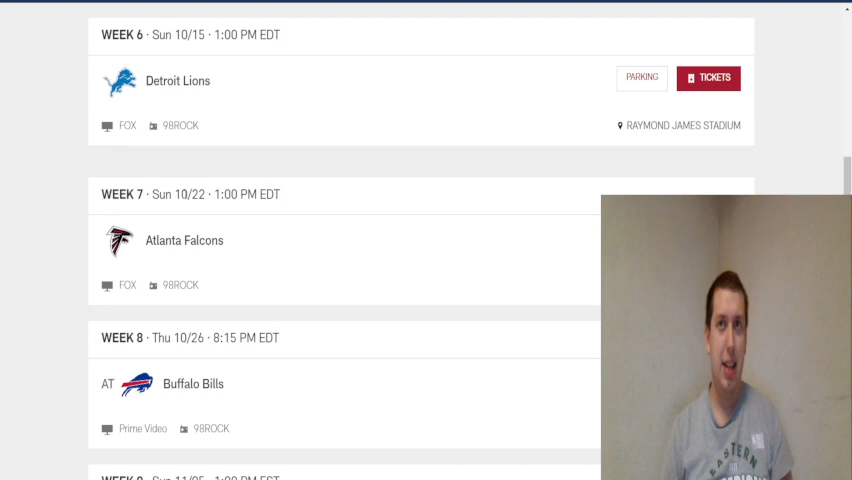 WEEK 6 · Sun 10/15 · 1:00 PM EDT
Detroit Lions
PARKING
TICKETS
FOX 98ROCK
RAYMOND JAMES STADIUM
WEEK 7 · Sun 10/22 · 1:00 PM EDT
Atlanta Falcons
FOX 98ROCK
WEEK 8 · Thu 10/26 · 8:15 PM EDT
AT Buffalo Bills
Prime Video 98ROCK
EASTERN